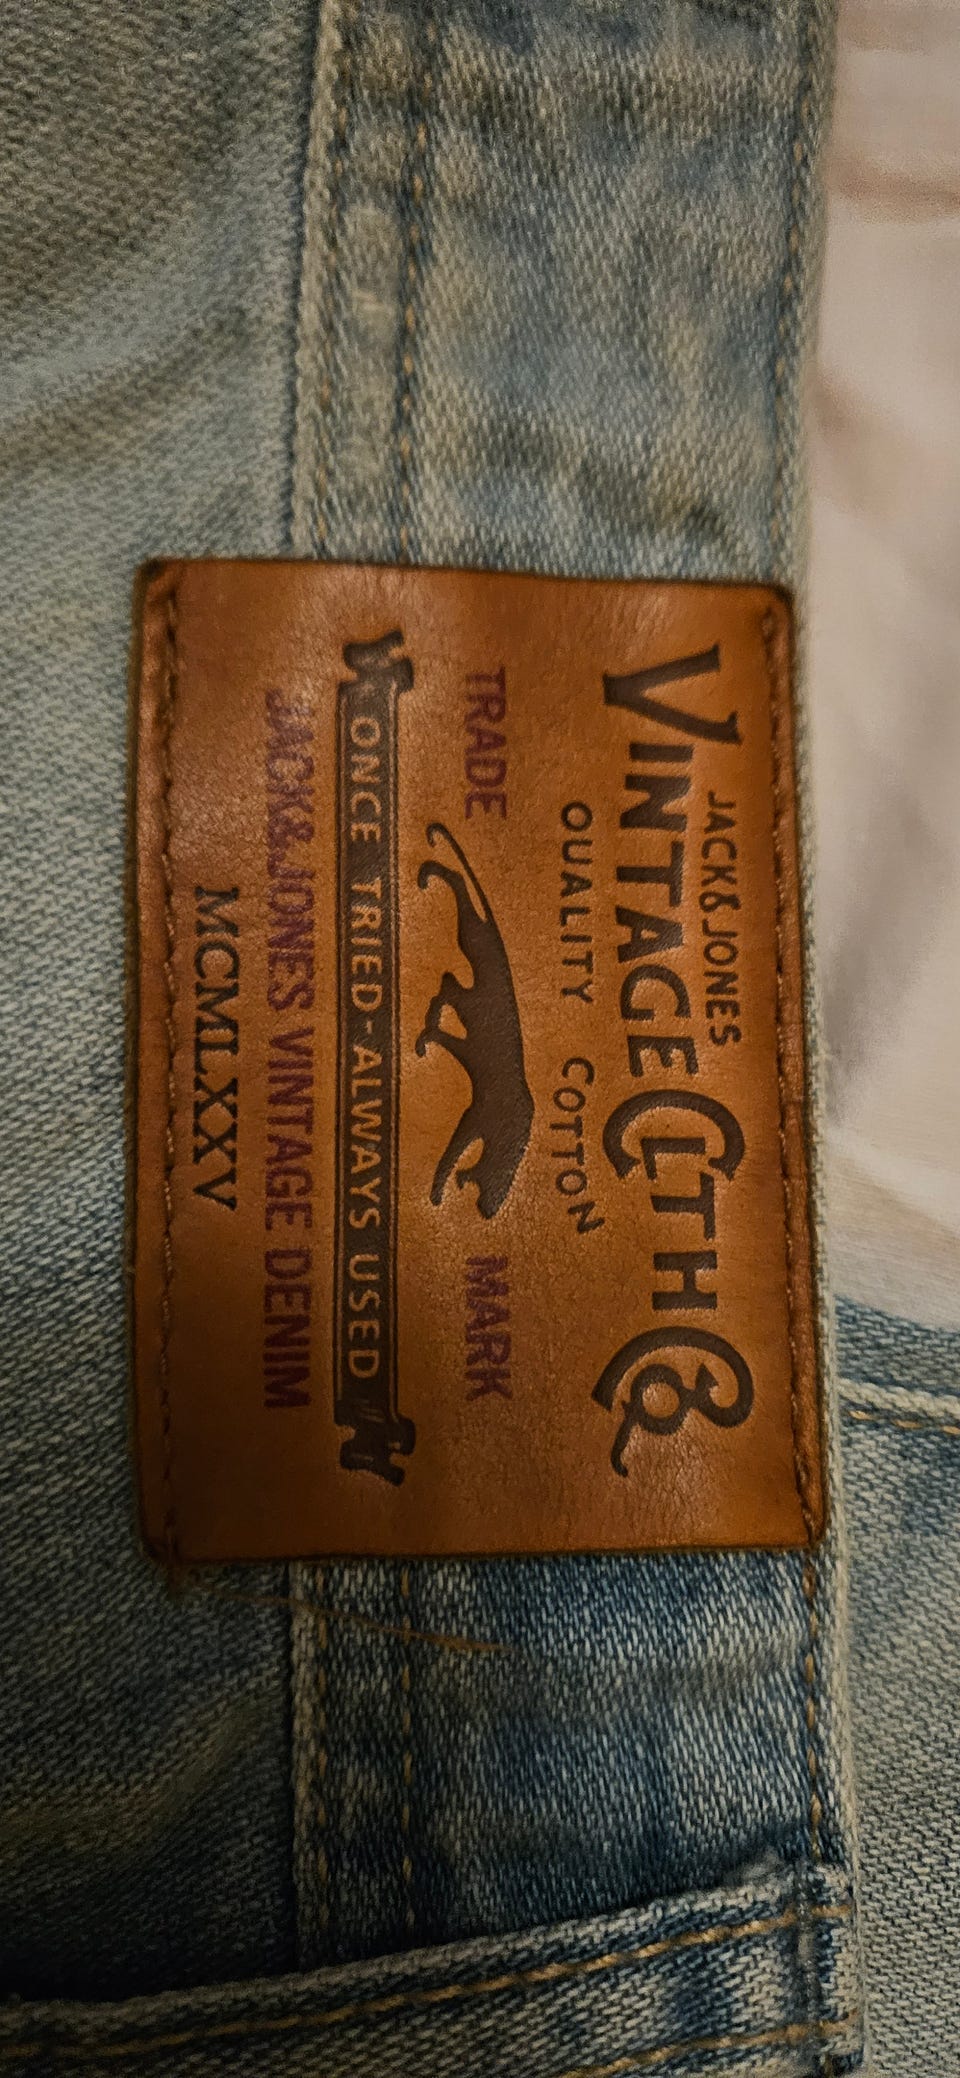 JACK&JONES
VINTAGE CLTH Co
QUALITY COTTON
TRADE MARK
ONCE TRIED-ALWAYS USED
JACK&JONES VINTAGE DENIM
MCMLXXV